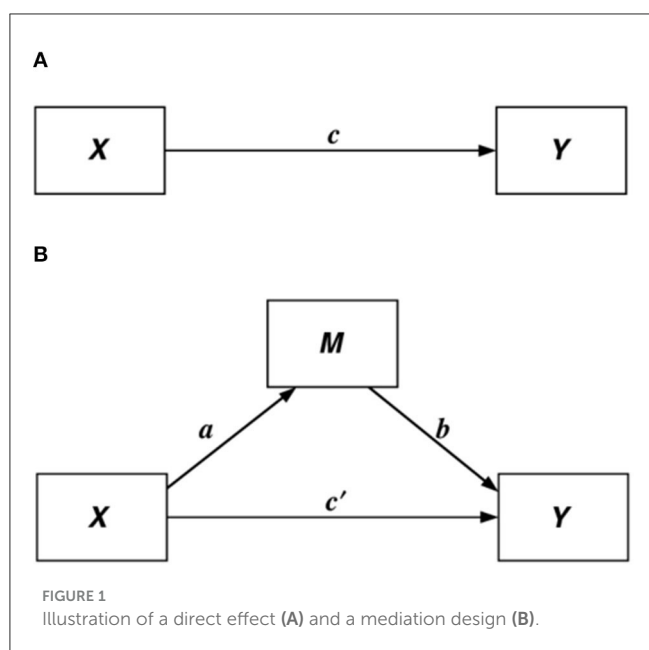 A
X
c
Y
B
M
a
b
X
c′
Y
FIGURE 1
Illustration of a direct effect (A) and a mediation design (B).